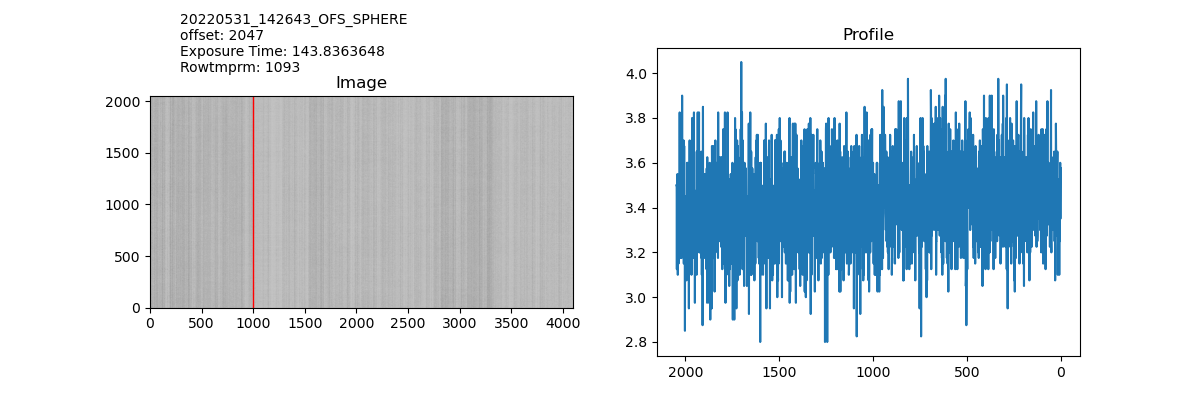 20220531_142643_OFS_SPHERE
offset: 2047
Exposure Time: 143.8363648
Rowtmprm: 1093
Image
2000
1500
1000
500
0
0 500 1000 1500 2000 2500 3000 3500 4000
Profile
4.0
3.8
3.6
3.4
3.2
3.0
2.8
2000 1500 1000 500 0